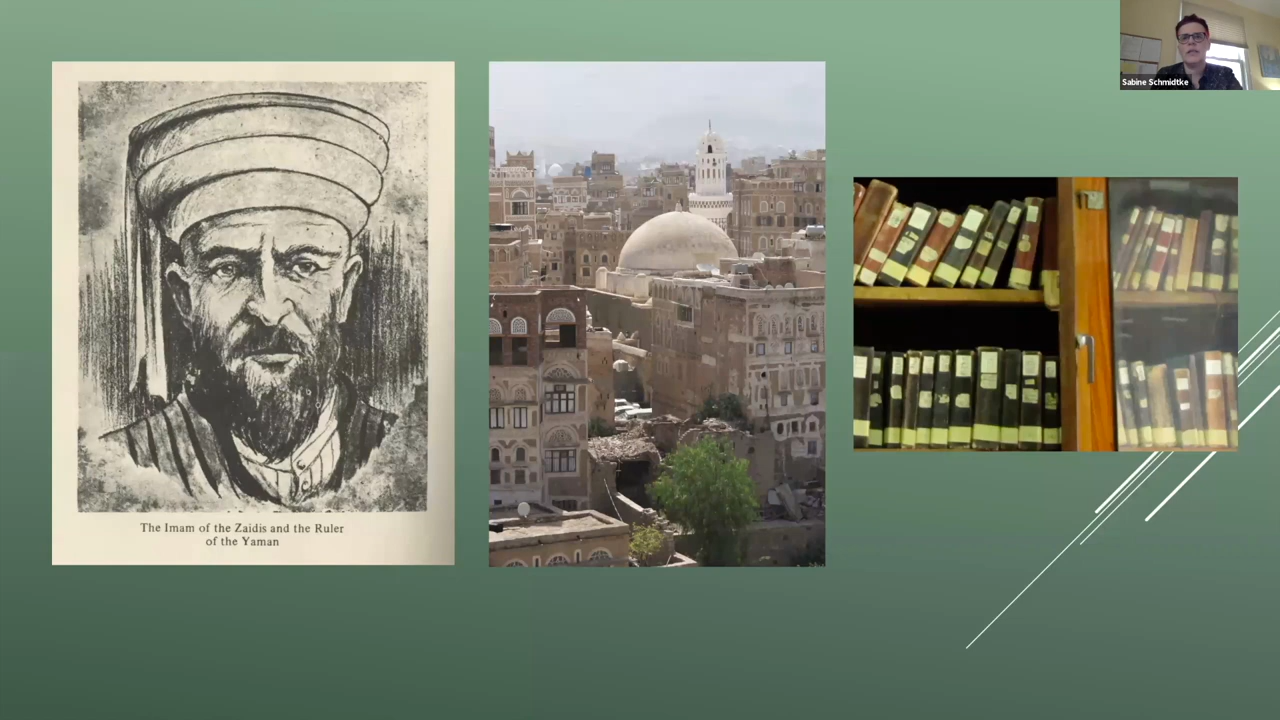 The Imam of the Zaidis and the Ruler
of the Yaman
Sabine Schmidtke